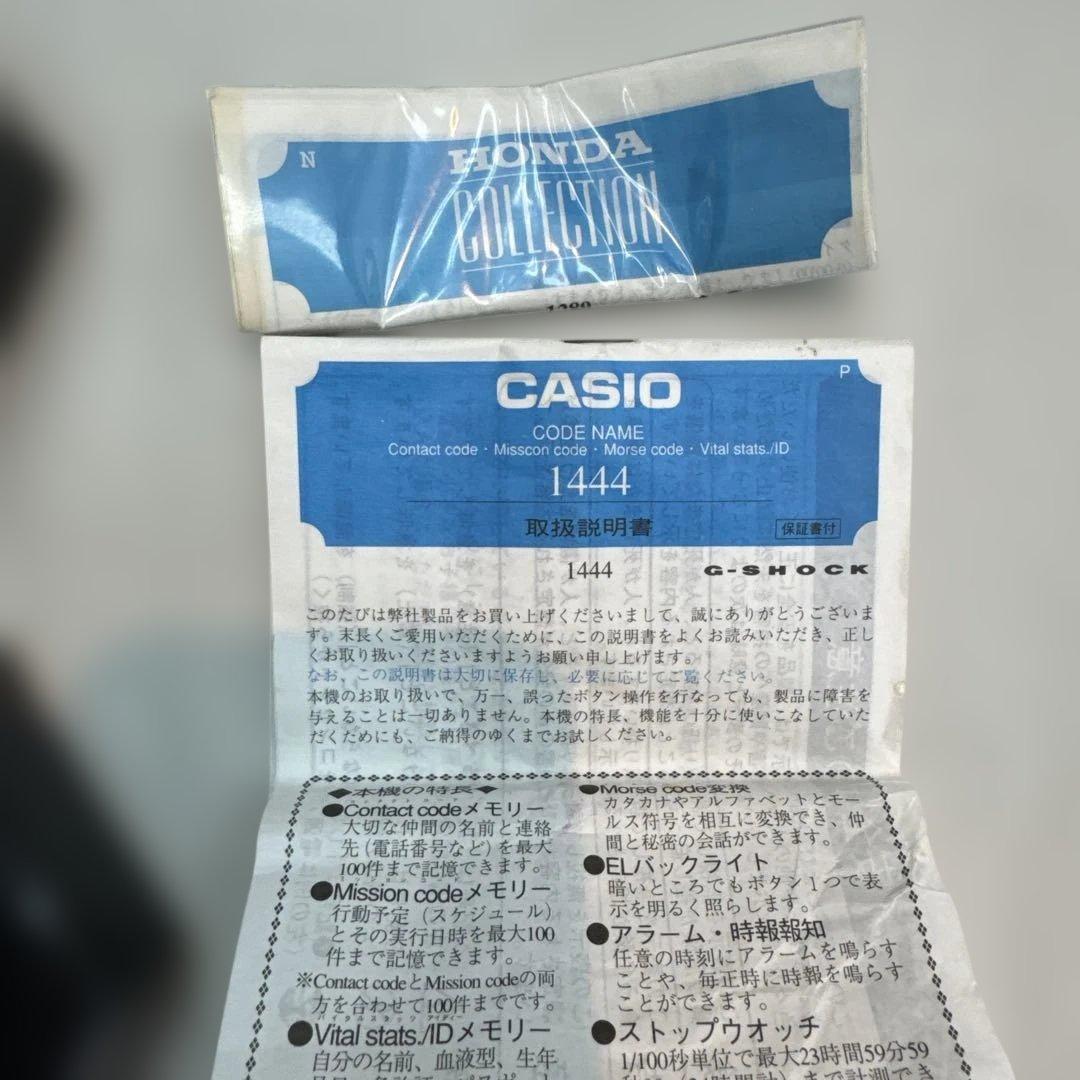 N
HONDA
COLLECTION
1280
P
CASIO
CODE NAME
Contact code · Misscon code · Morse code · Vital stats./ID
1444
取扱説明書
保証書付
1444
G-SHOCK
このたびは弊社製品をお買い上げくださいまして、誠にありがとうございま
す。末長くご愛用いただくために、この説明書をよくお読みいただき、正し
くお取り扱いくださいますようお願い申し上げます。
なお、この説明書は大切に保存し、必要に応じてご覧ください。
本機のお取り扱いで、万一、誤ったボタン操作を行なっても、製品に障害を
与えることは一切ありません。本機の特長、機能を十分に使いこなしていた
だくためにも、ご納得のゆくまでお試しください。
◆本機の特長◆
●Contact codeメモリー
大切な仲間の名前と連絡
先(電話番号など)を最大
100件まで記憶できます。
●Mission codeメモリー
行動予定(スケジュール)
とその実行日時を最大100
件まで記憶できます。
※Contact codeとMission codeの両
方を合わせて100件までです。
バイタルスタッツ アイディー
●Vital stats./IDメモリー
自分の名前、血液型、生年
●Morse code変換
カタカナやアルファベットとモー
ルス符号を相互に変換でき、仲
間と秘密の会話ができます。
●ELバックライト
暗いところでもボタン1つで表
示を明るく照らします。
●アラーム・時報報知
任意の時刻にアラームを鳴らす
ことや、毎正時に時報を鳴らす
ことができます。
●ストップウオッチ
1/100秒単位で最大23時間59分59